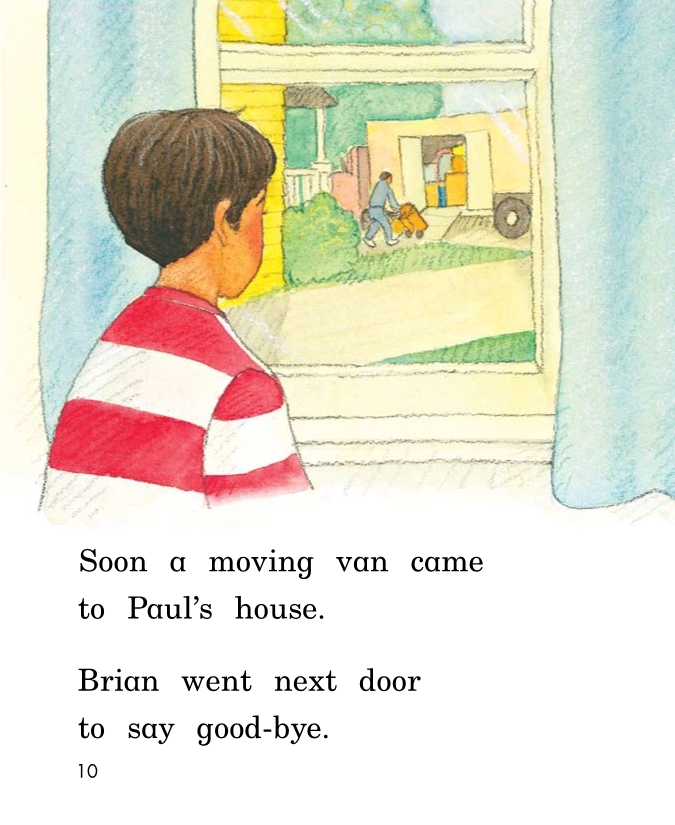 Soon a moving van came
to Paul's house.
Brian went next door
to say good-bye.
10